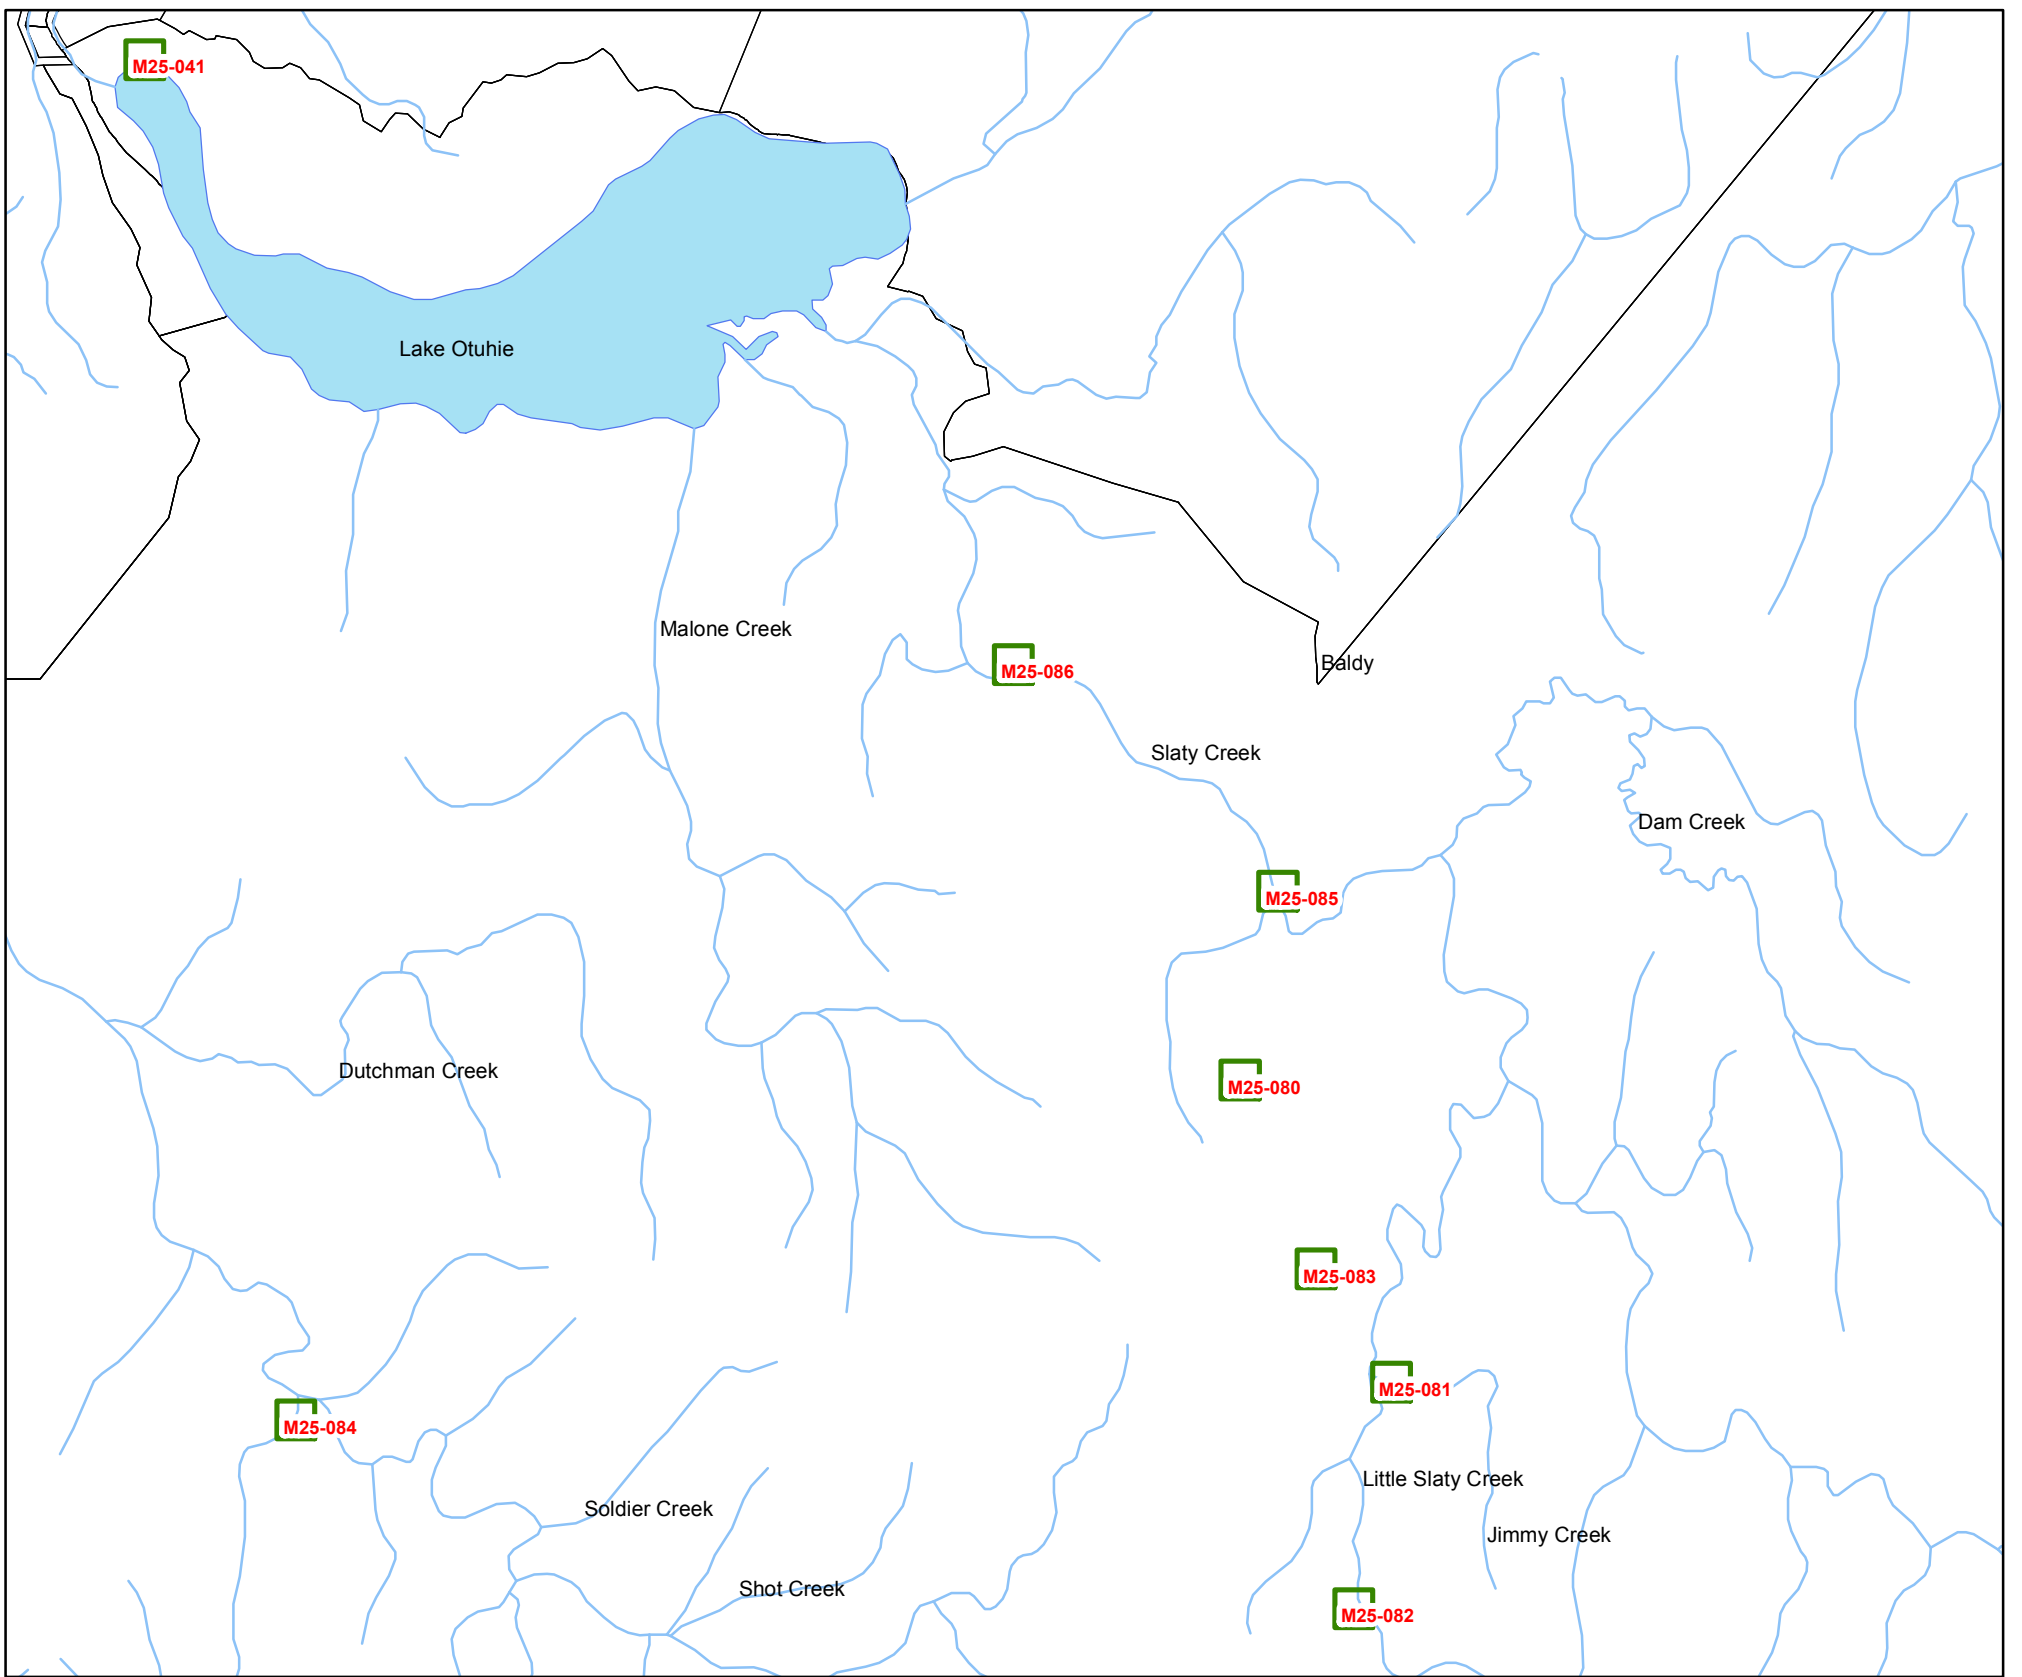 M25-041
Lake Otuhie
Malone Creek
M25-086
Baldy
Slaty Creek
Dam Creek
M25-085
Dutchman Creek
M25-080
M25-083
M25-081
M25-084
Little Slaty Creek
Soldier Creek
Jimmy Creek
Shot Creek
M25-082